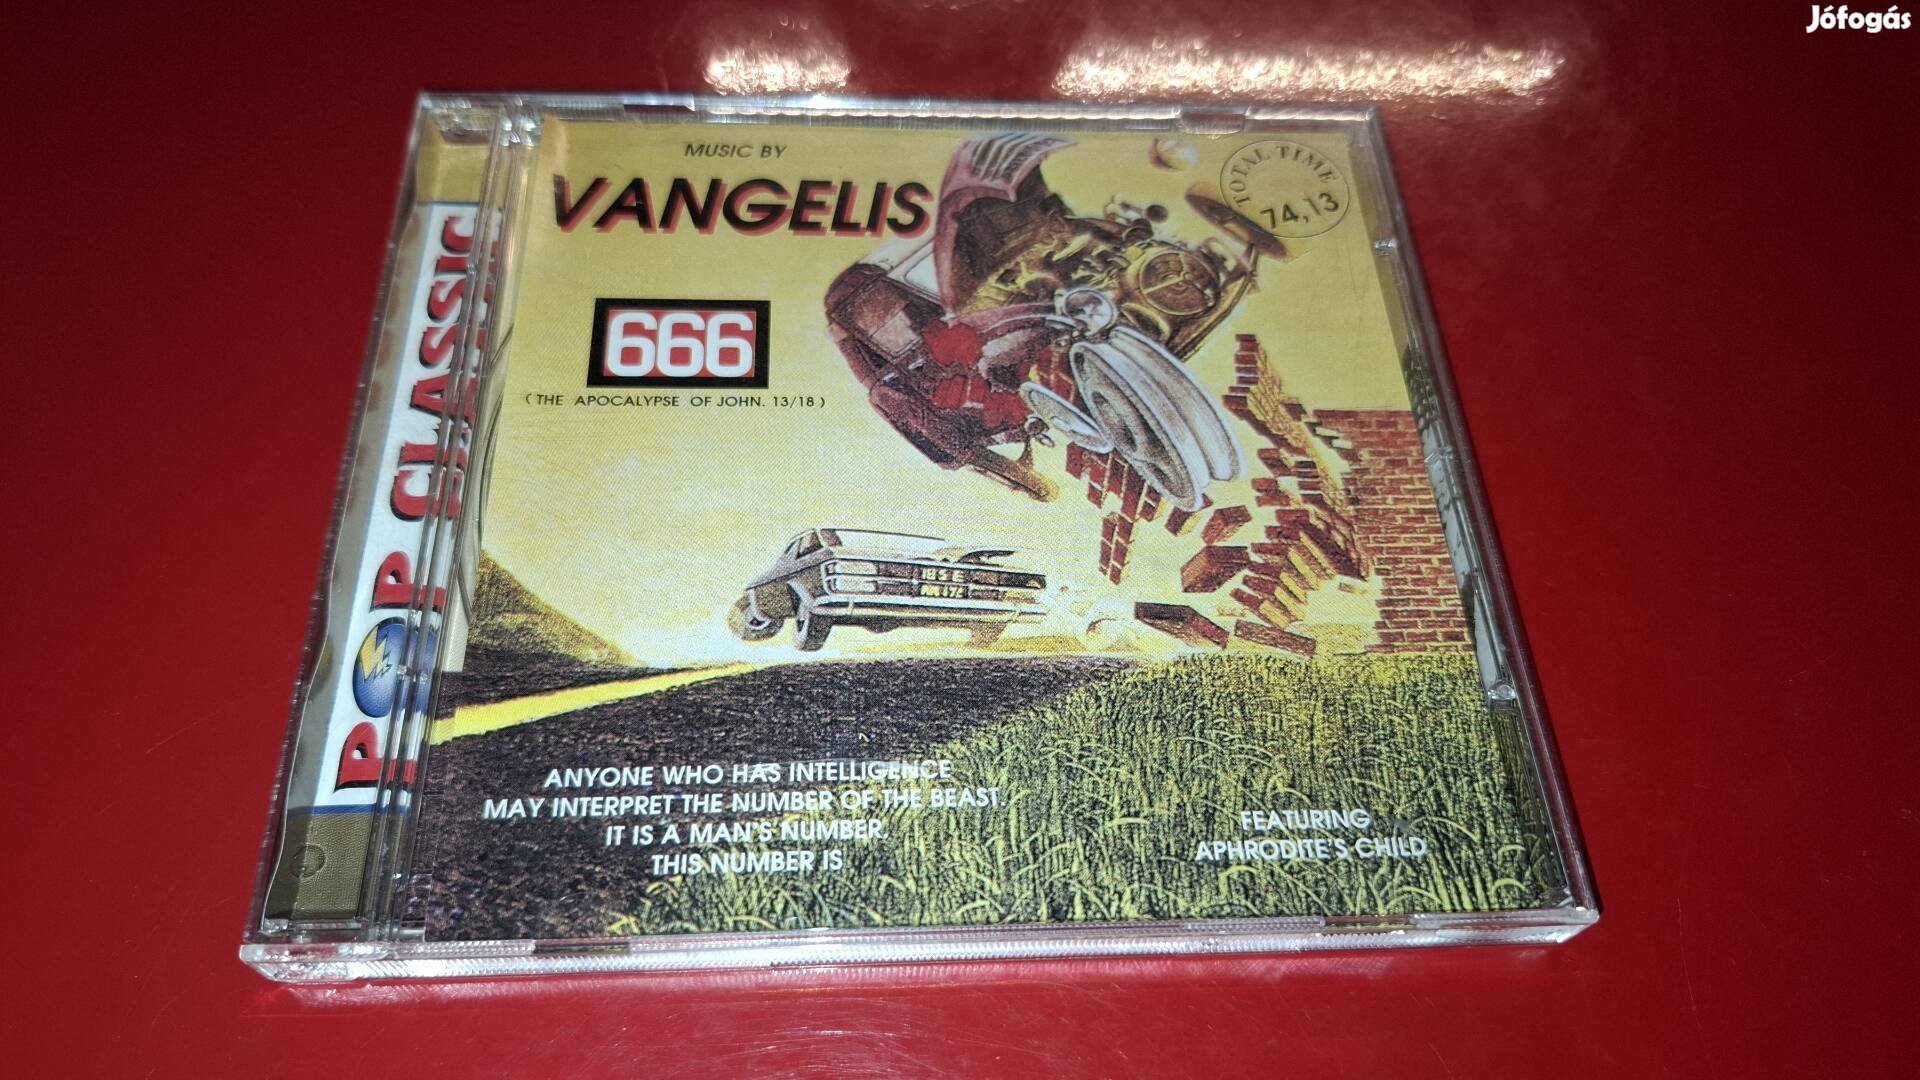 Jófogás
MUSIC BY
VANGELIS
TOTAL TIME
74,13
666
( THE APOCALYPSE OF JOHN. 13/18 )
POP CLASSIC
ANYONE WHO HAS INTELLIGENCE
MAY INTERPRET THE NUMBER OF THE BEAST.
IT IS A MAN'S NUMBER.
THIS NUMBER IS
FEATURING
APHRODITE'S CHILD